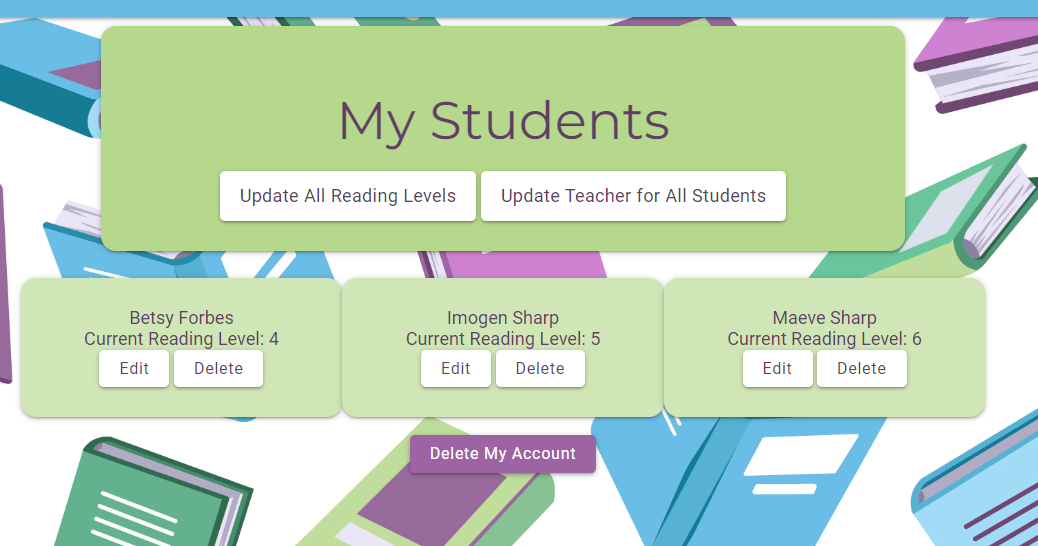 My Students
Update All Reading Levels Update Teacher for All Students
Betsy Forbes
Current Reading Level: 4
Edit Delete
Imogen Sharp
Current Reading Level: 5
Edit Delete
Maeve Sharp
Current Reading Level: 6
Edit Delete
Delete My Account